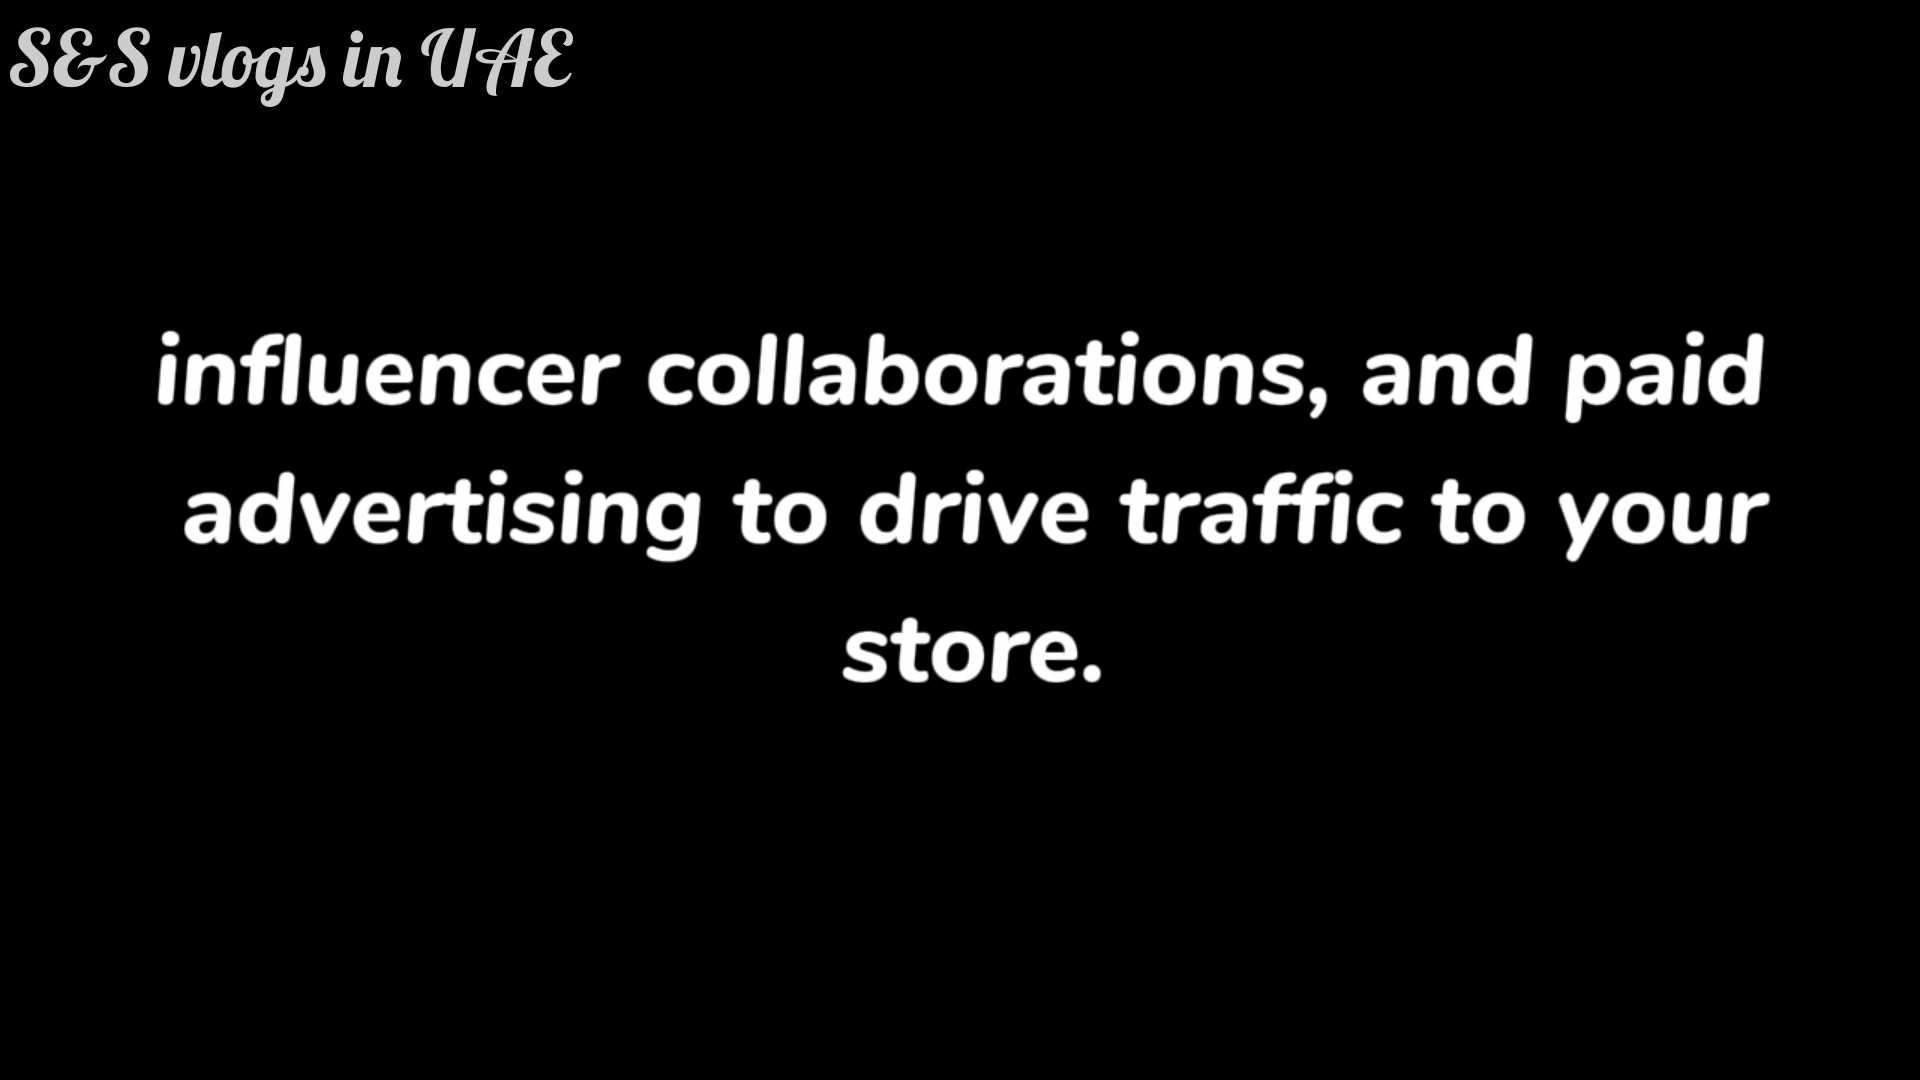 S&S vlogs in UAE
influencer collaborations, and paid
advertising to drive traffic to your
store.